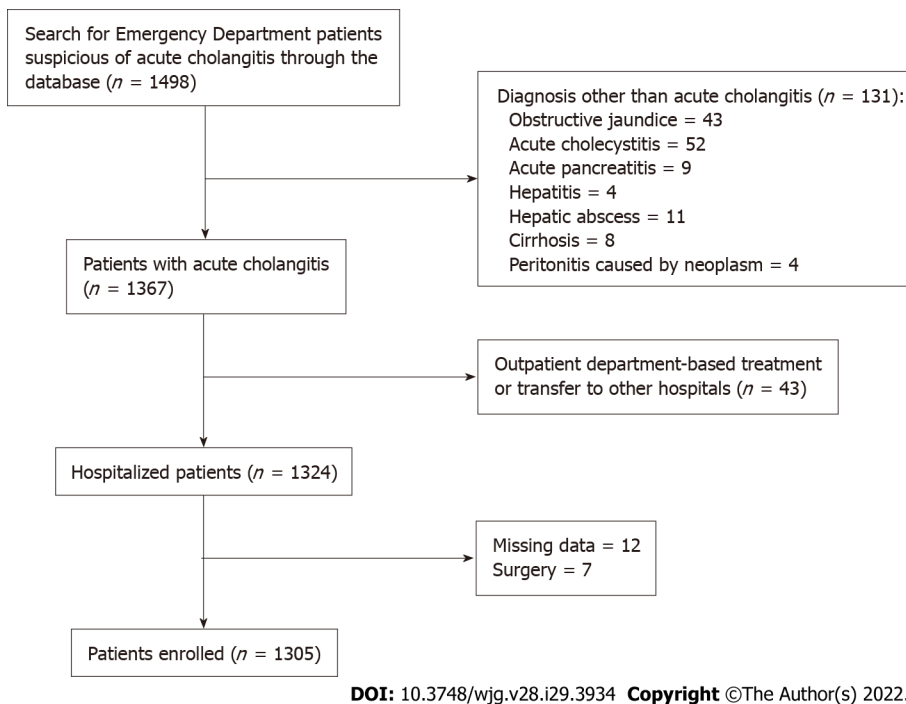 Search for Emergency Department patients
suspicious of acute cholangitis through the
database (n = 1498)
Diagnosis other than acute cholangitis (n = 131):
Obstructive jaundice = 43
Acute cholecystitis = 52
Acute pancreatitis = 9
Hepatitis = 4
Hepatic abscess = 11
Cirrhosis = 8
Peritonitis caused by neoplasm = 4
Patients with acute cholangitis
(n = 1367)
Outpatient department-based treatment
or transfer to other hospitals (n = 43)
Hospitalized patients (n = 1324)
Missing data = 12
Surgery = 7
Patients enrolled (n = 1305)
DOI: 10.3748/wjg.v28.i29.3934 Copyright ©The Author(s) 2022.